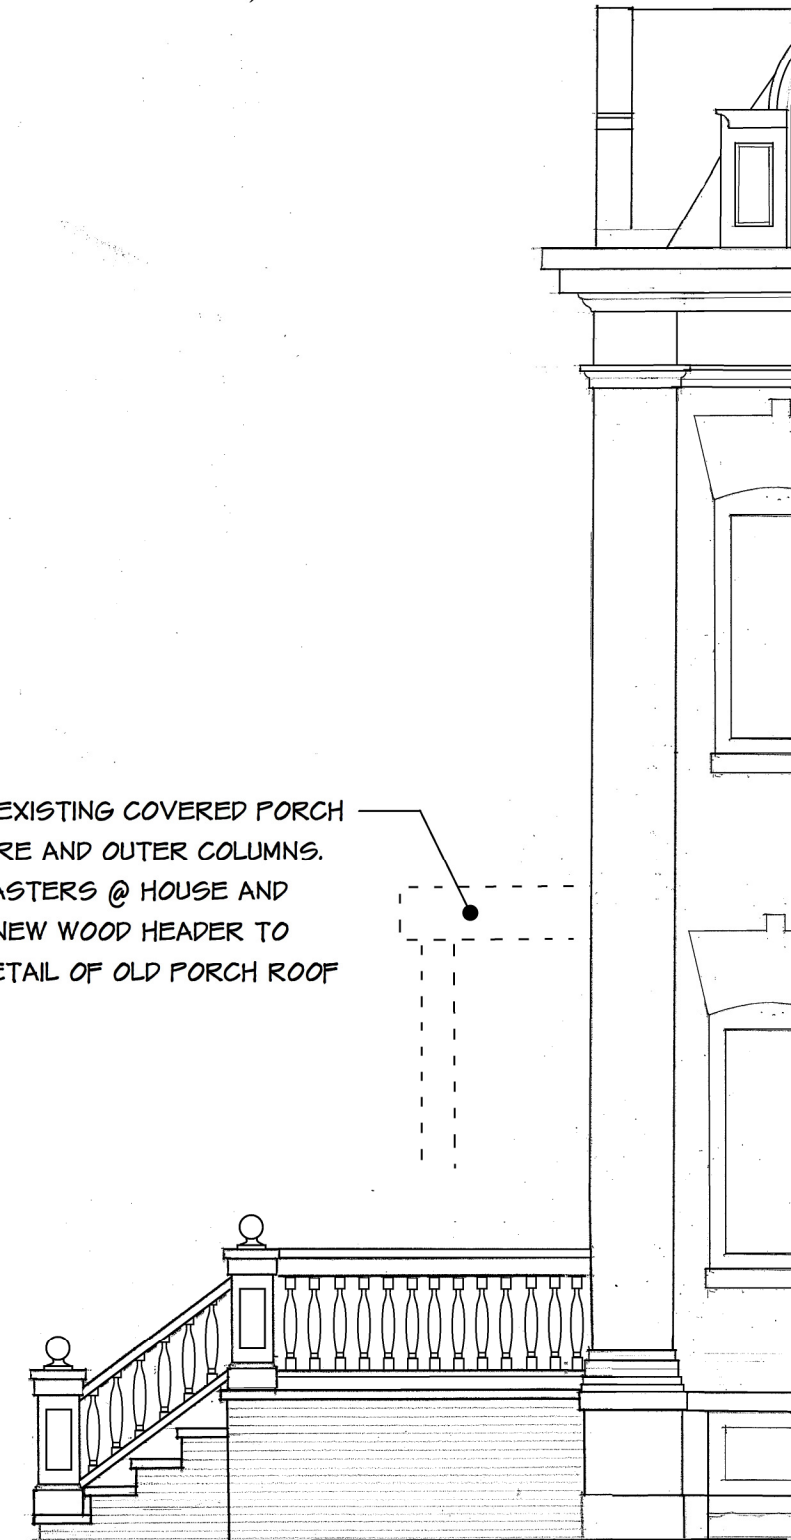 EXISTING COVERED PORCH
RE AND OUTER COLUMNS.
ASTERS @ HOUSE AND
NEW WOOD HEADER TO
ETAIL OF OLD PORCH ROOF